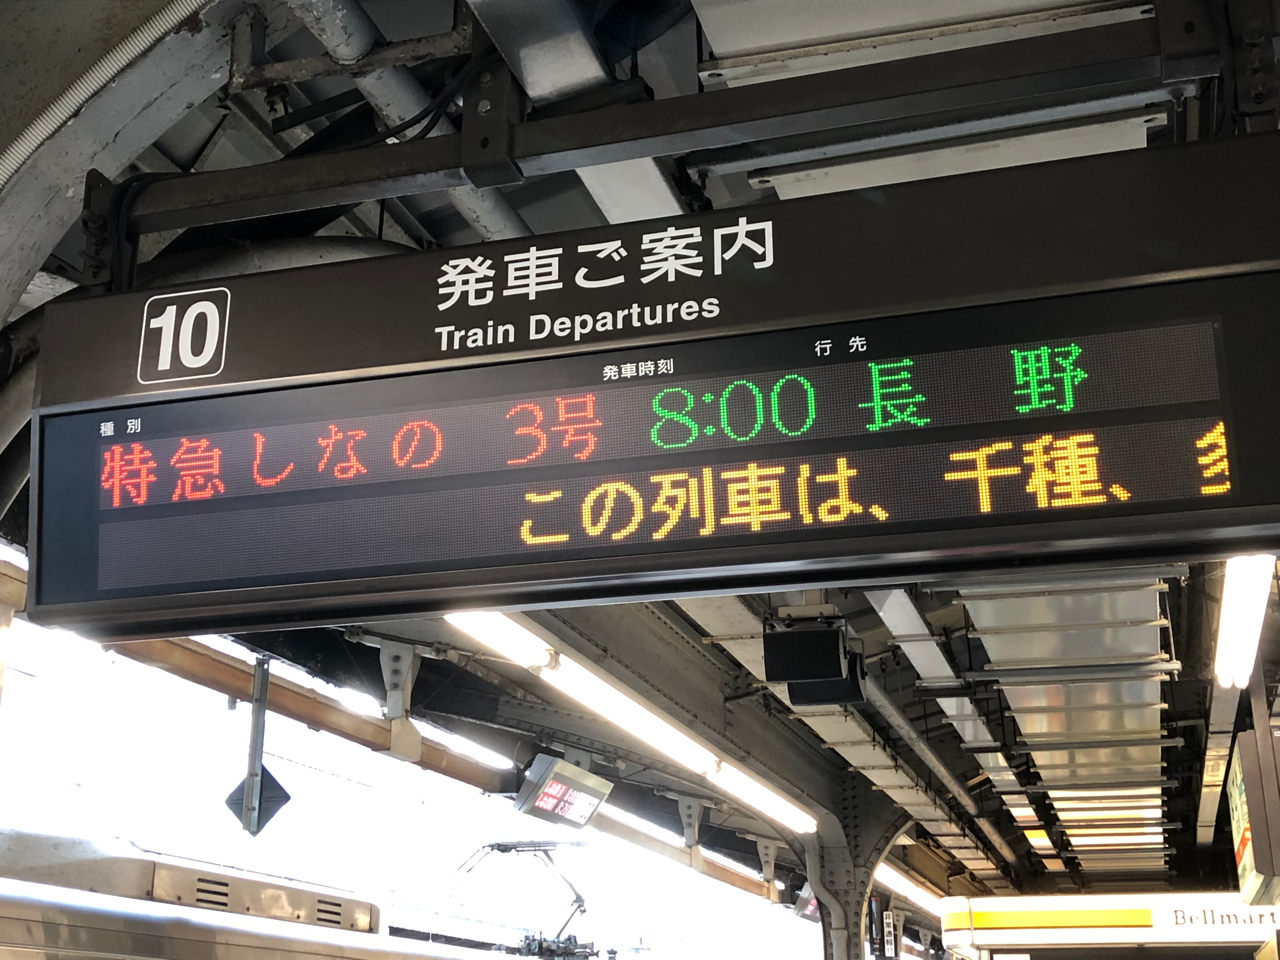 10
発車ご案内
Train Departures
種別 発車時刻 行先
特急しなの 3号 8:00 長 野
この列車は、千種、
Bellmart